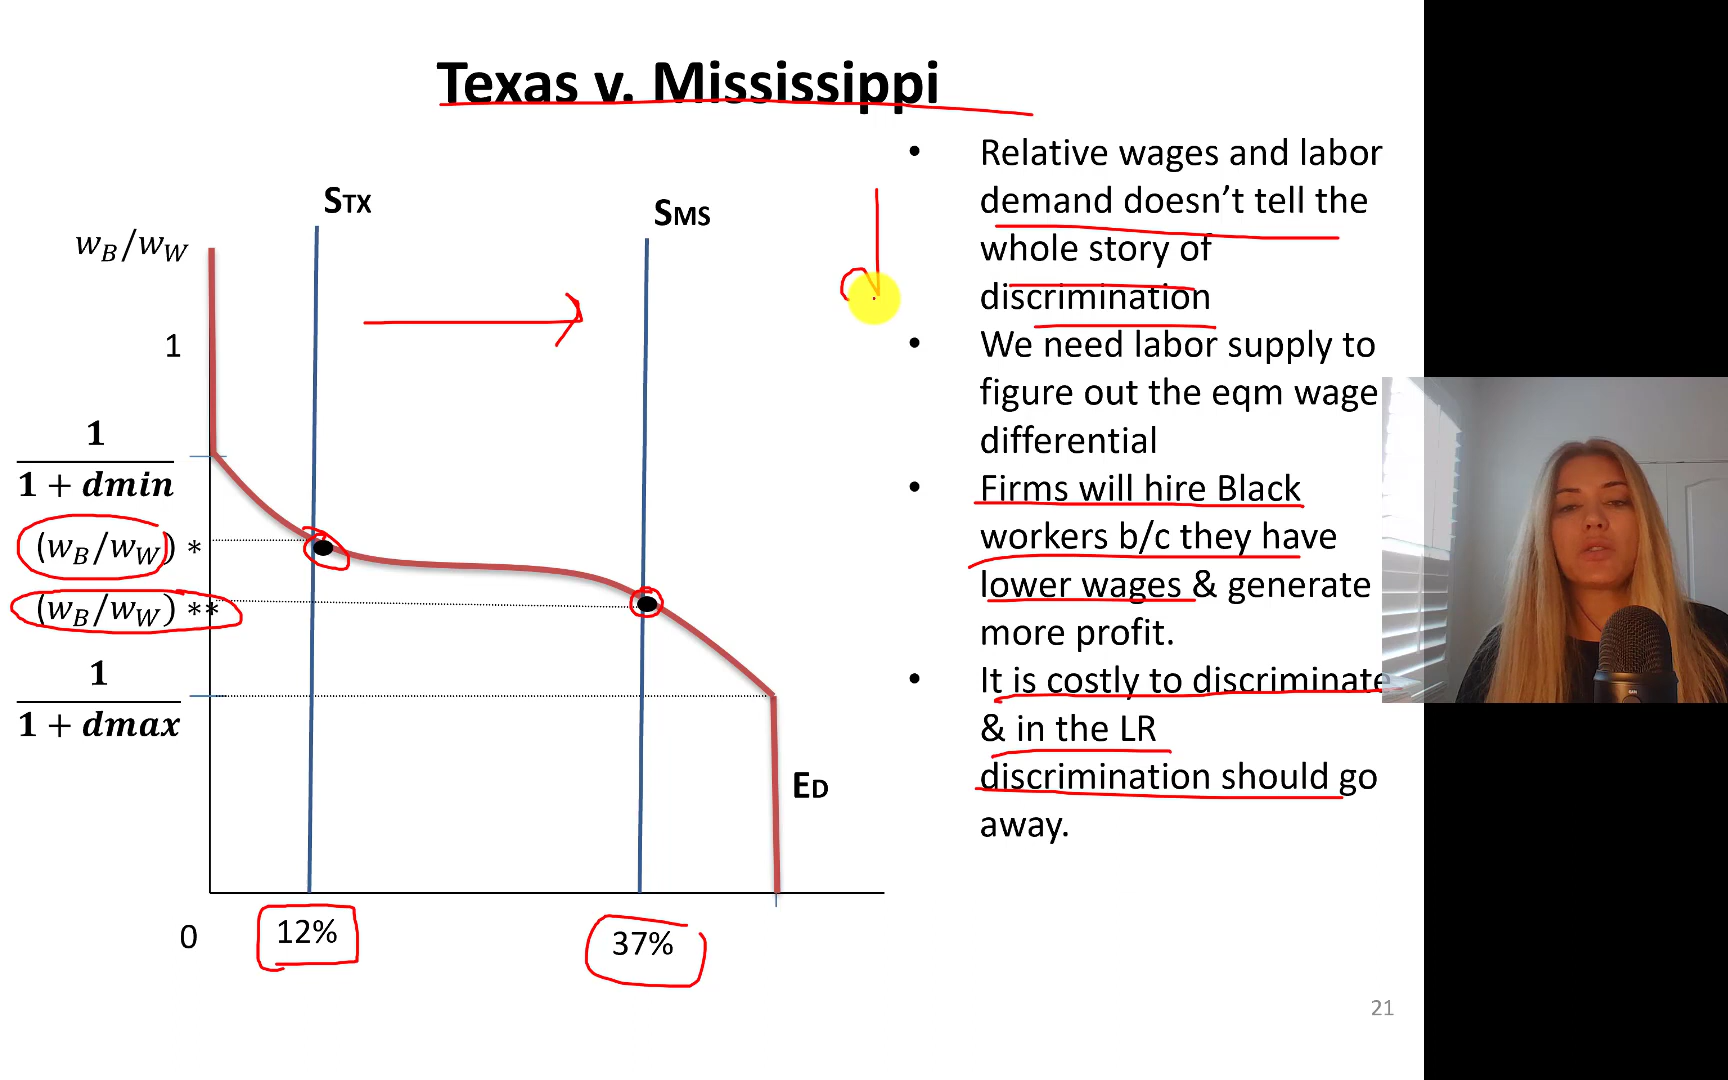 Texas v. Mississippi
• Relative wages and labor
demand doesn’t tell the
whole story of
discrimination
• We need labor supply to
figure out the eqm wage
differential
• Firms will hire Black
workers b/c they have
lower wages & generate
more profit.
• It is costly to discriminate
& in the LR
discrimination should go
away.
STX
SMS
wB/wW
1
1
1 + dmin
(wB/wW) *
(wB/wW) **
1
1 + dmax
ED
0
12%
37%
21